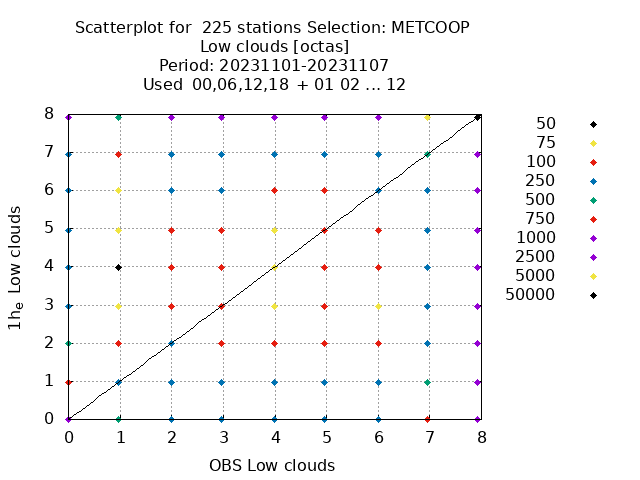 Scatterplot for  225 stations Selection: METCOOP
Low clouds [octas]
Period: 20231101-20231107
Used  00,06,12,18  + 01 02 ... 12
8
7
6
5
4
3
2
1
0
1hₑ  Low clouds
0 1 2 3 4 5 6 7 8
OBS Low clouds
50
75
100
250
500
750
1000
2500
5000
50000